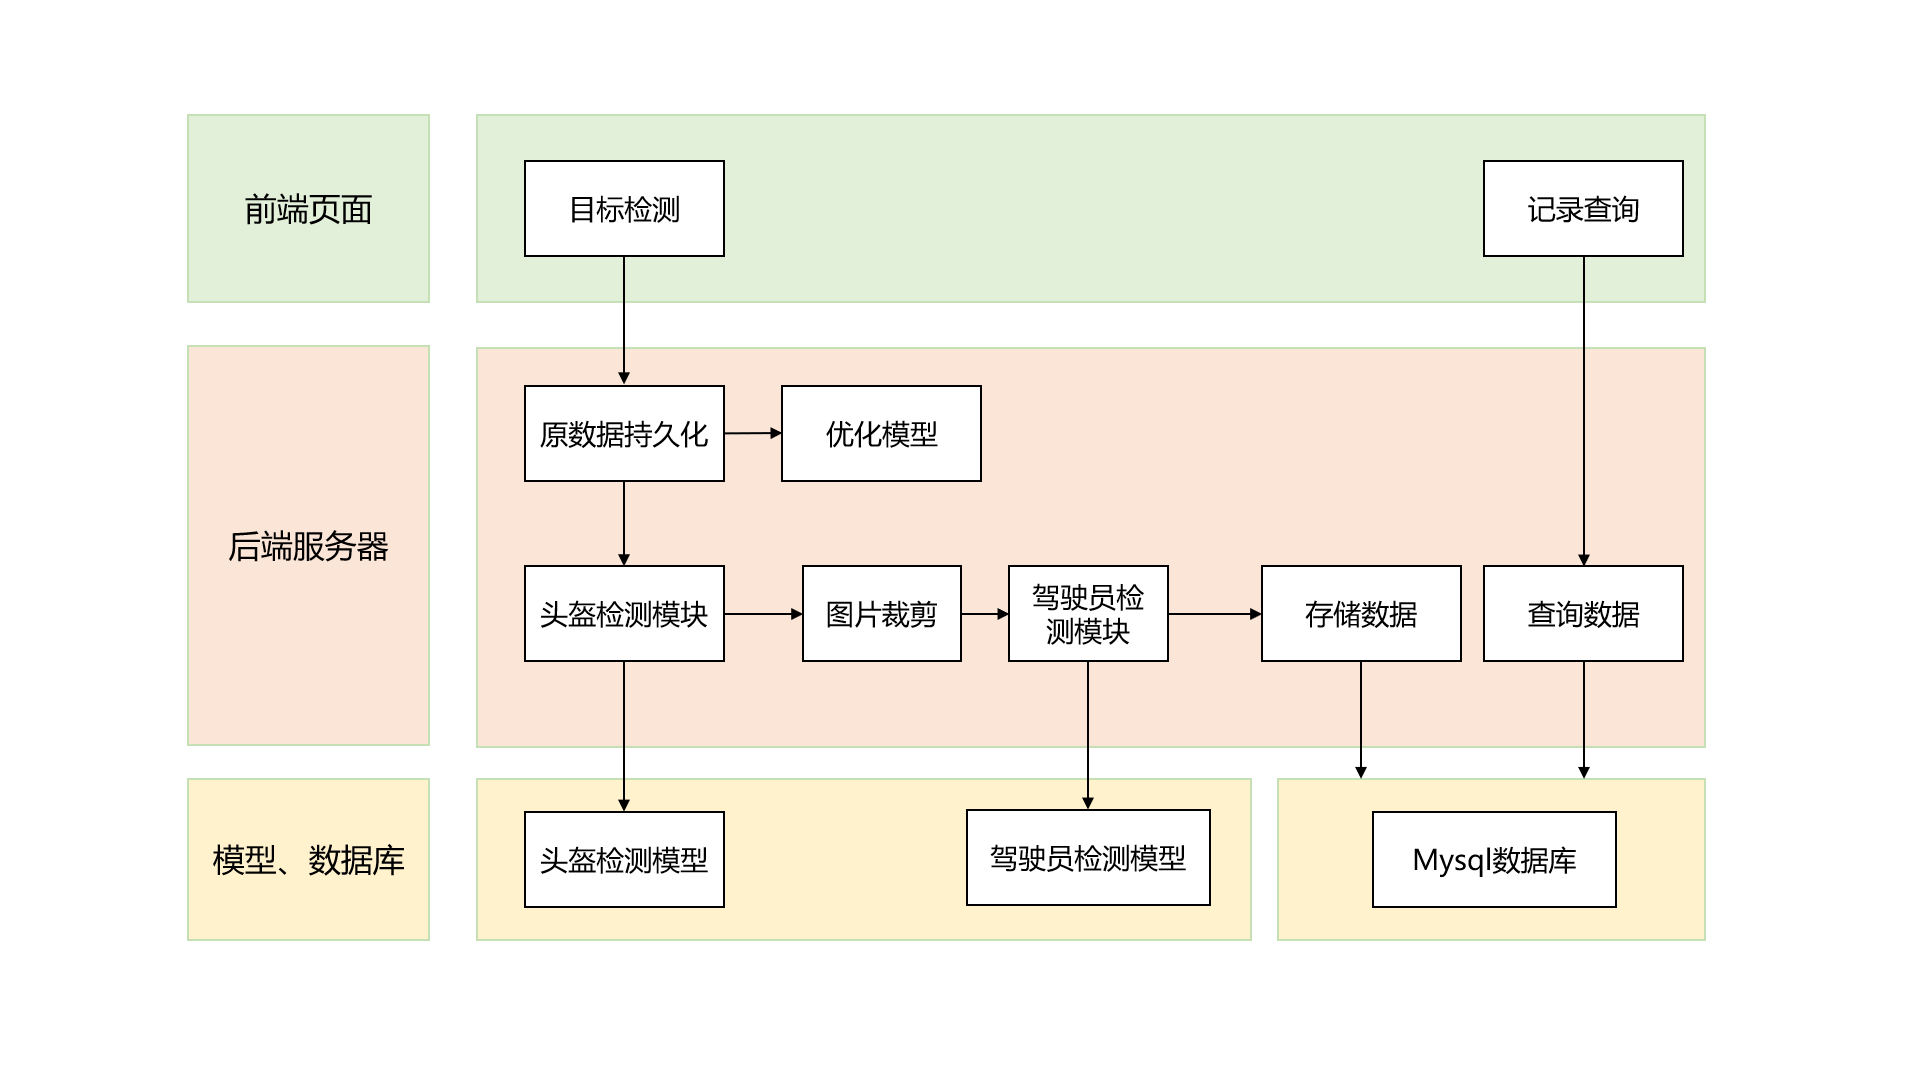 前端页面
目标检测
记录查询
后端服务器
原数据持久化
优化模型
头盔检测模块
图片裁剪
驾驶员检
测模块
存储数据
查询数据
模型、数据库
头盔检测模型
驾驶员检测模型
Mysql数据库